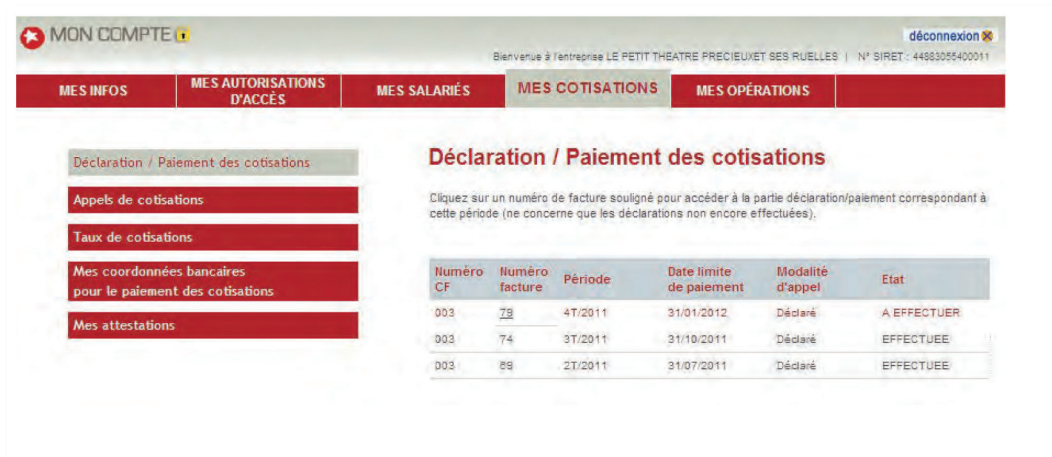 MON COMPTE
déconnexion
Bienvenue à l'entreprise LE PETIT THEATRE PRECIEUXET SES RUELLES | N° SIRET : 44883055400011
MES INFOS
MES AUTORISATIONS
D'ACCÈS
MES SALARIÉS
MES COTISATIONS
MES OPÉRATIONS
Déclaration / Paiement des cotisations
Appels de cotisations
Taux de cotisations
Mes coordonnées bancaires
pour le paiement des cotisations
Mes attestations
Déclaration / Paiement des cotisations
Cliquez sur un numéro de facture souligné pour accéder à la partie déclaration/paiement correspondant à
cette période (ne concerne que les déclarations non encore effectuées).
Numéro CF Numéro facture Période Date limite de paiement Modalité d'appel Etat
003 79 4T/2011 31/01/2012 Déclaré A EFFECTUER
003 74 3T/2011 31/10/2011 Déclaré EFFECTUEE
003 69 2T/2011 31/07/2011 Déclaré EFFECTUEE